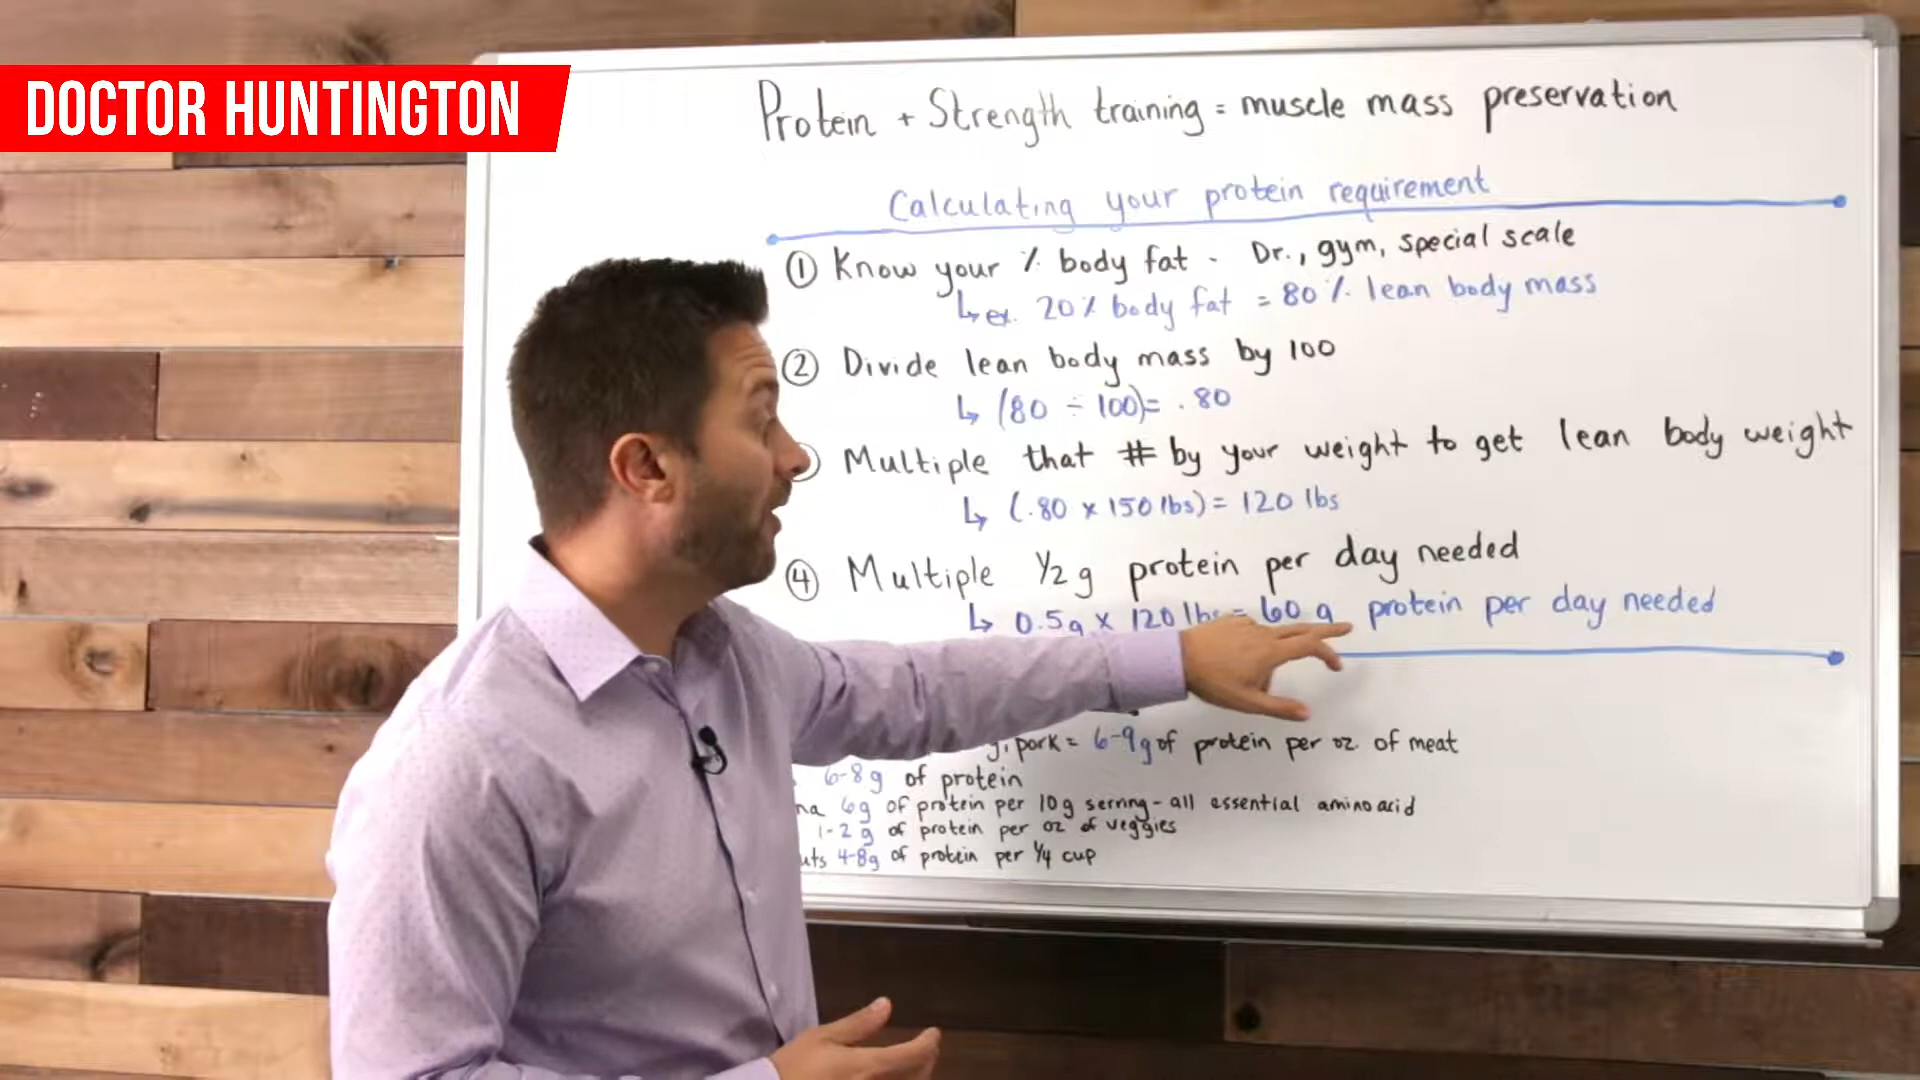 DOCTOR HUNTINGTON
Protein + Strength training = muscle mass preservation
Calculating your protein requirement
① Know your % body fat - Dr., gym, special scale
↳ ex. 20% body fat = 80% lean body mass
② Divide lean body mass by 100
↳ (80 ÷ 100) = .80
Multiple that # by your weight to get lean body weight
↳ (.80 x 150 lbs) = 120 lbs
④ Multiple 1/2 g protein per day needed
↳ 0.5g x 120 lbs = 60 g protein per day needed
pork = 6-9g of protein per oz. of meat
6-8g of protein
6g of protein per 10g serving - all essential amino acid
1-2 g of protein per oz of veggies
4-8g of protein per 1/4 cup